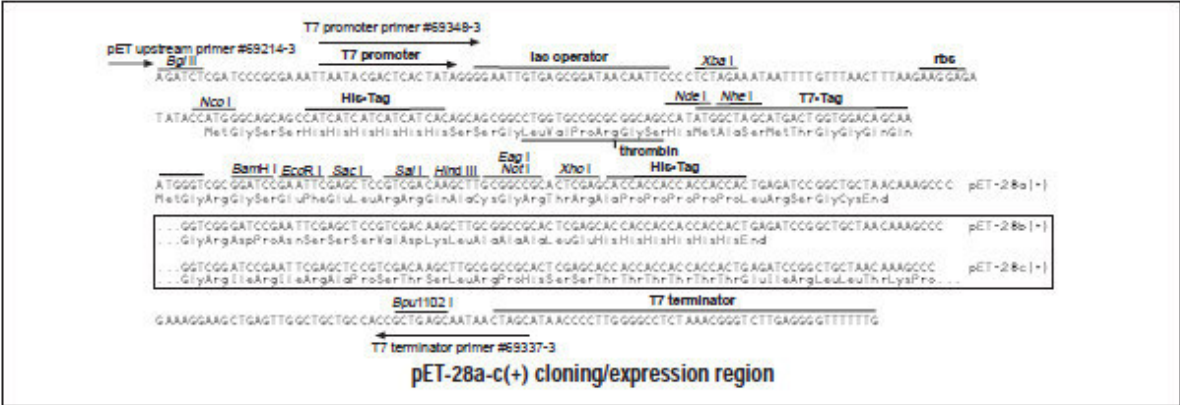 T7 promoter primer #69348-3
pET upstream primer #69214-3
Bgl II
T7 promoter
lao operator
Xba I
rbs
AGATCTCGATCCCGCGAAATTAATACGACTCACTATAGGGGAATTGTGAGCGGATAACAATTCCCCTCTAGAAATAATTTTGTTTAACTTTAAGAAGGAGA
Nco I
His•Tag
Nde I
Nhe I
T7•Tag
TATACCATGGGCAGCAGCCATCATCATCATCATCACAGCAGCGGCCTGGTGCCGCGCGGCAGCCATATGGCTAGCATGACTGGTGGACAGCAA
MetGlySerSerHisHisHisHisHisHisSerSerGlyLeuValProArgGlySerHisMetAlaSerMetThrGlyGlyGlnGln
thrombin
BamH I
EcoR I
Sac I
Sal I
Hind III
Eag I
Not I
Xho I
His•Tag
ATGGGTCGCGGATCCGAATTCGAGCTCCGTCGACAAGCTTGCGGCCGCACTCGAGCACCACCACCACCACCACTGAGATCCGGCTGCTAACAAAGCCC pET-28a(+)
MetGlyArgGlySerGluPheGluLeuArgArgGlnAlaCysGlyArgThrArgAlaProProProProProLeuArgSerGlyCysEnd
...GGTCGGGATCCGAATTCGAGCTCCGTCGACAAGCTTGCGGCCGCACTCGAGCACCACCACCACCACCACTGAGATCCGGCTGCTAACAAAGCCC pET-28b(+)
...GlyArgAspProAsnSerSerSerValAspLysLeuAlaAlaAlaLeuGluHisHisHisHisHisHisEnd
...GGTCGGATCCGAATTCGAGCTCCGTCGACAAGCTTGCGGCCGCACTCGAGCACCACCACCACCACCACTGAGATCCGGCTGCTAACAAAGCCC pET-28c(+)
...GlyArgIleArgIleArgAlaProSerThrSerLeuArgProHisSerSerThrThrThrThrThrThrGluIleArgLeuLeuThrLysPro...
Bpu1102 I
T7 terminator
GAAAGGAAGCTGAGTTGGCTGCTGCCACCGCTGAGCAATAACTAGCATAACCCCTTGGGGCCTCTAAACGGGTCTTGAGGGGTTTTTTG
T7 terminator primer #69337-3
pET-28a-c(+) cloning/expression region